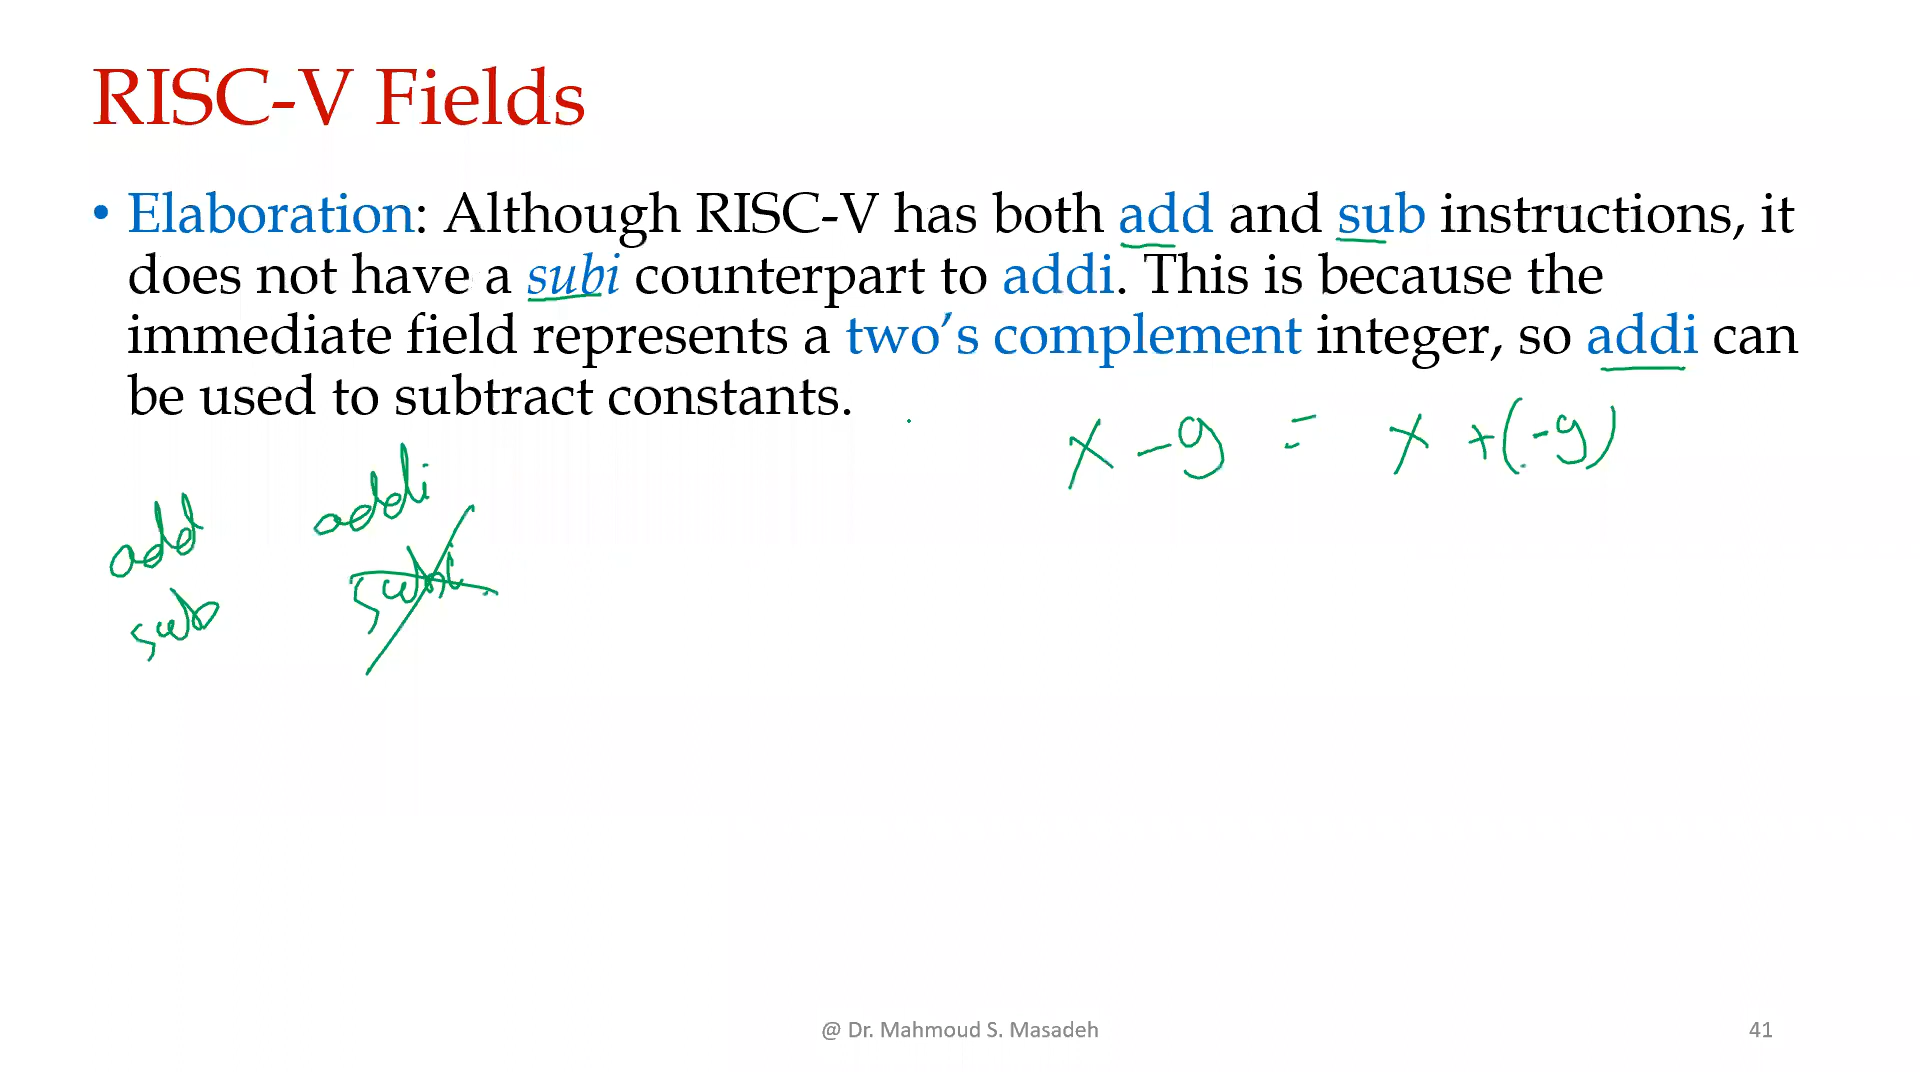 RISC-V Fields
• Elaboration: Although RISC-V has both add and sub instructions, it
does not have a subi counterpart to addi. This is because the
immediate field represents a two's complement integer, so addi can
be used to subtract constants.
x - y = x + (-y)
add addi
sub subi
@ Dr. Mahmoud S. Masadeh
41